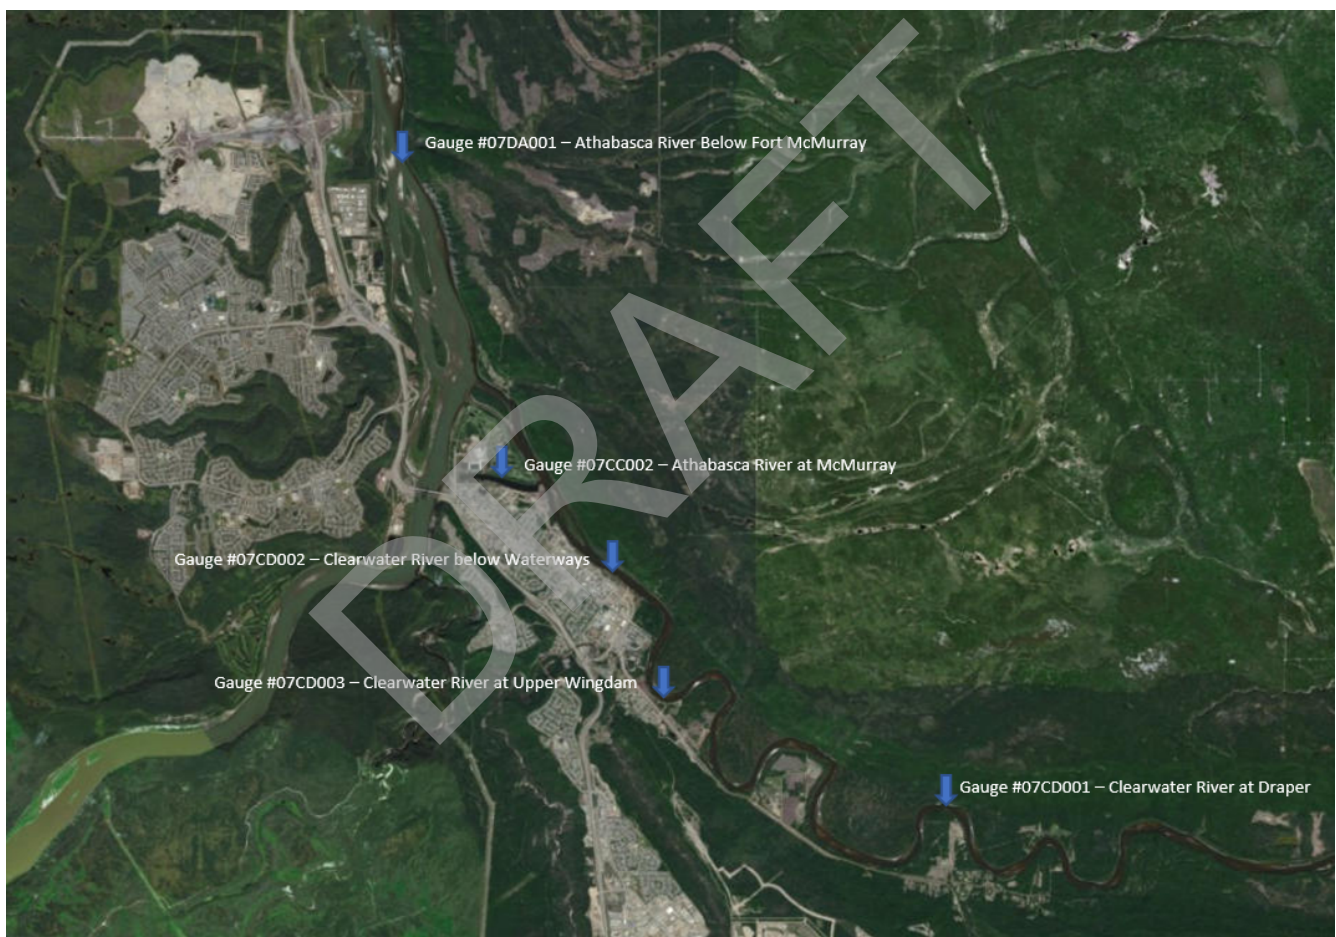 Gauge #07DA001 – Athabasca River Below Fort McMurray
Gauge #07CC002 – Athabasca River at McMurray
Gauge #07CD002 – Clearwater River below Waterways
Gauge #07CD003 – Clearwater River at Upper Wingdam
Gauge #07CD001 – Clearwater River at Draper
DRAFT